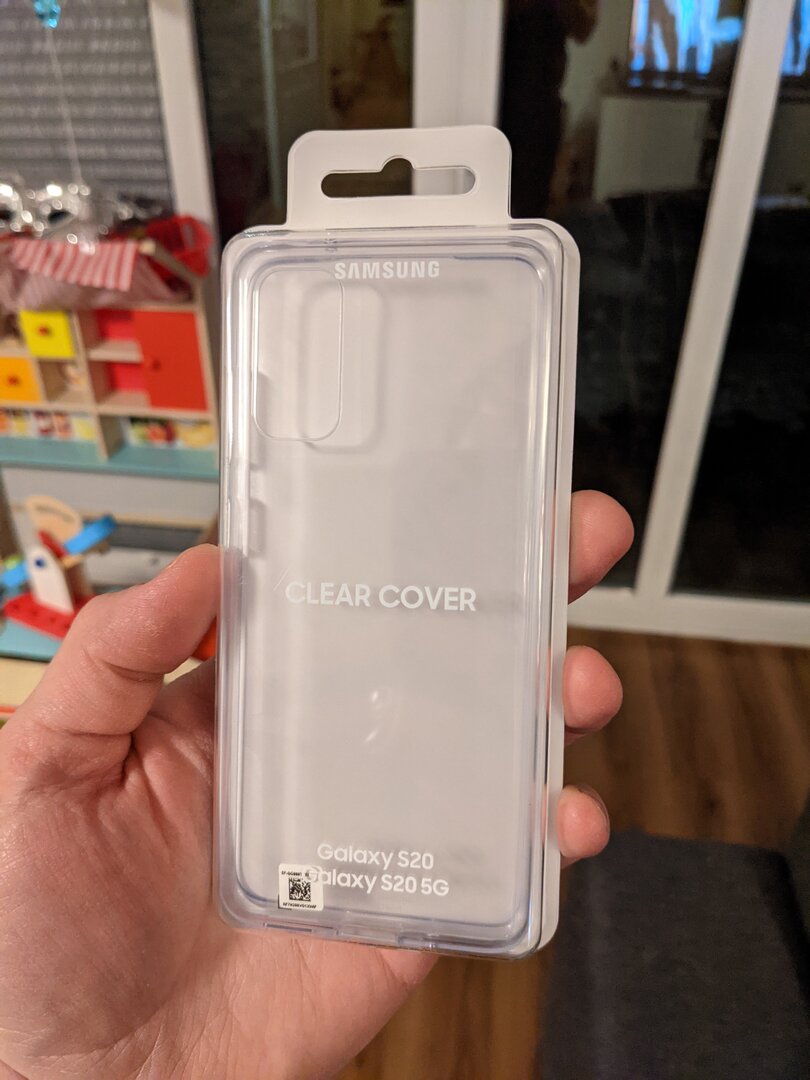 SAMSUNG
CLEAR COVER
Galaxy S20
Galaxy S20 5G